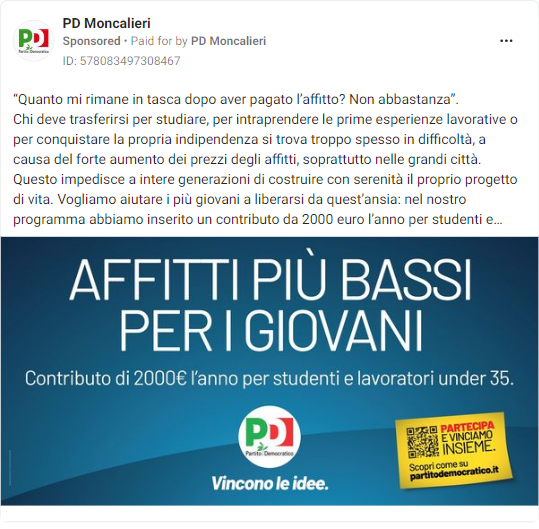 PD Moncalieri
Sponsored • Paid for by PD Moncalieri
ID: 578083497308467
“Quanto mi rimane in tasca dopo aver pagato l’affitto? Non abbastanza”.
Chi deve trasferirsi per studiare, per intraprendere le prime esperienze lavorative o
per conquistare la propria indipendenza si trova troppo spesso in difficoltà, a
causa del forte aumento dei prezzi degli affitti, soprattutto nelle grandi città.
Questo impedisce a intere generazioni di costruire con serenità il proprio progetto
di vita. Vogliamo aiutare i più giovani a liberarsi da quest’ansia: nel nostro
programma abbiamo inserito un contributo da 2000 euro l’anno per studenti e...
AFFITTI PIÙ BASSI
PER I GIOVANI
Contributo di 2000€ l’anno per studenti e lavoratori under 35.
PD
Partito Democratico
Vincono le idee.
PARTECIPA
E VINCIAMO
INSIEME.
Scopri come su
partitodemocratico.it